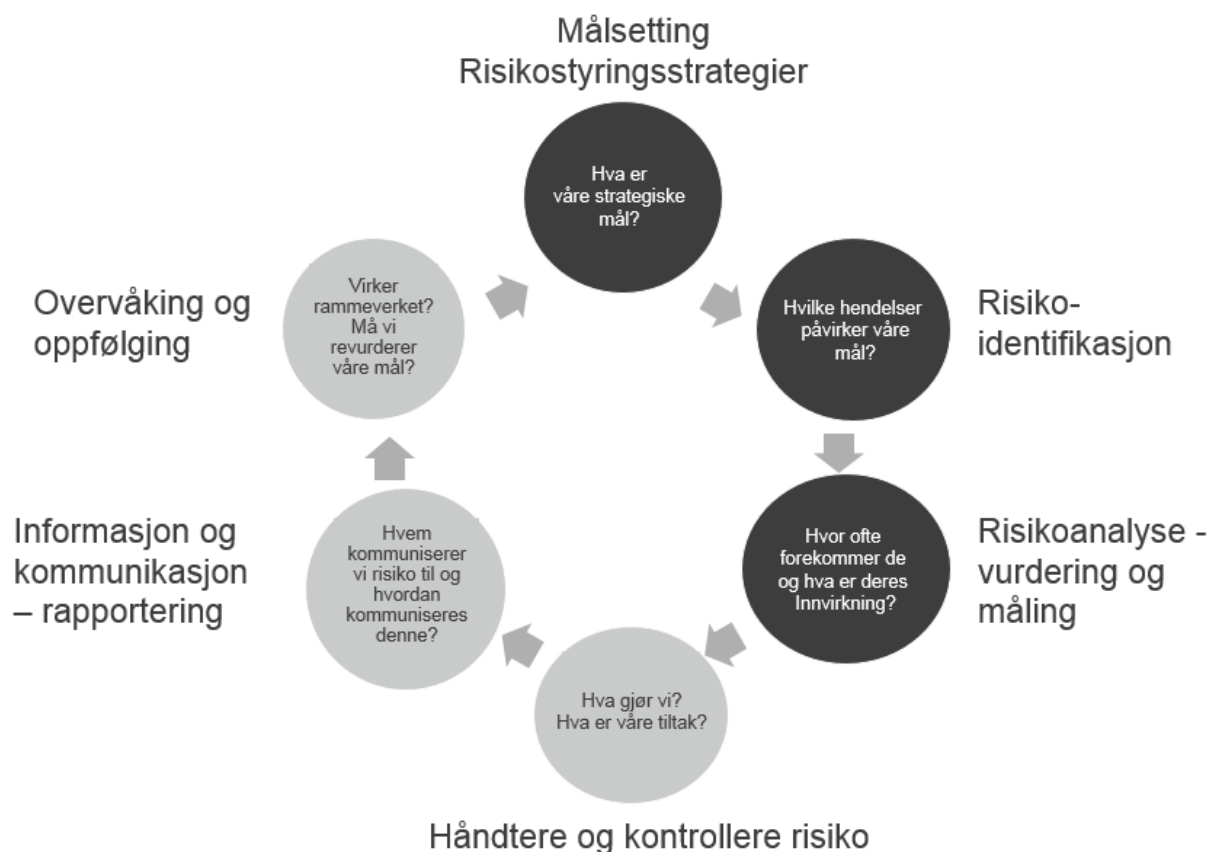 Målsetting
Risikostyringsstrategier
Hva er
våre strategiske
mål?
Hvilke hendelser
påvirker våre
mål?
Risiko-
identifikasjon
Hvor ofte
forekommer de
og hva er deres
Innvirkning?
Risikoanalyse -
vurdering og
måling
Hva gjør vi?
Hva er våre tiltak?
Håndtere og kontrollere risiko
Hvem
kommuniserer
vi risiko til og
hvordan
kommuniseres
denne?
Informasjon og
kommunikasjon
– rapportering
Virker
rammeverket?
Må vi
revurderer
våre mål?
Overvåking og
oppfølging